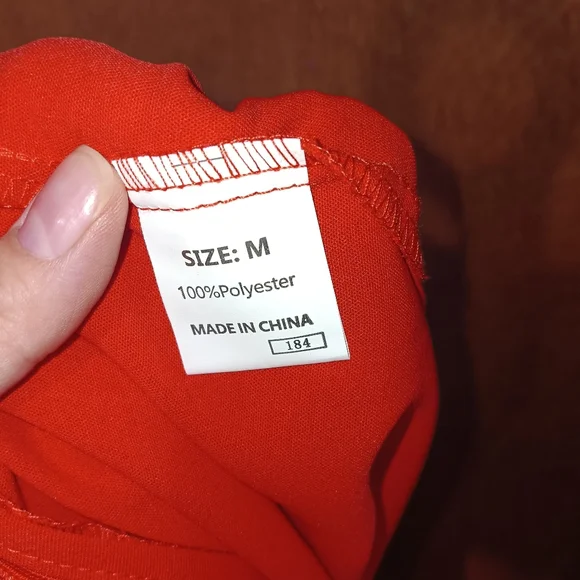 SIZE: M
100%Polyester
MADE IN CHINA
184